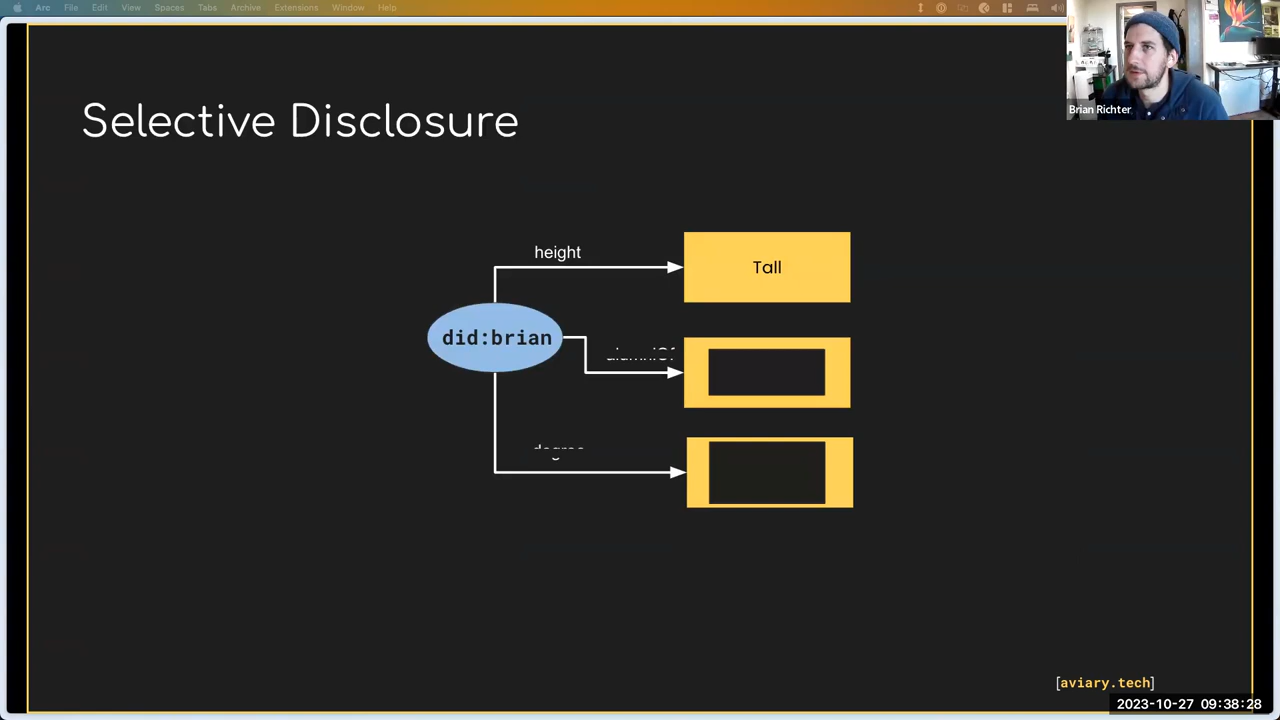 Arc File Edit View Spaces Tabs Archive Extensions Window Help
Brian Richter
Selective Disclosure
height
Tall
did:brian
[aviary.tech]
2023-10-27 09:38:28